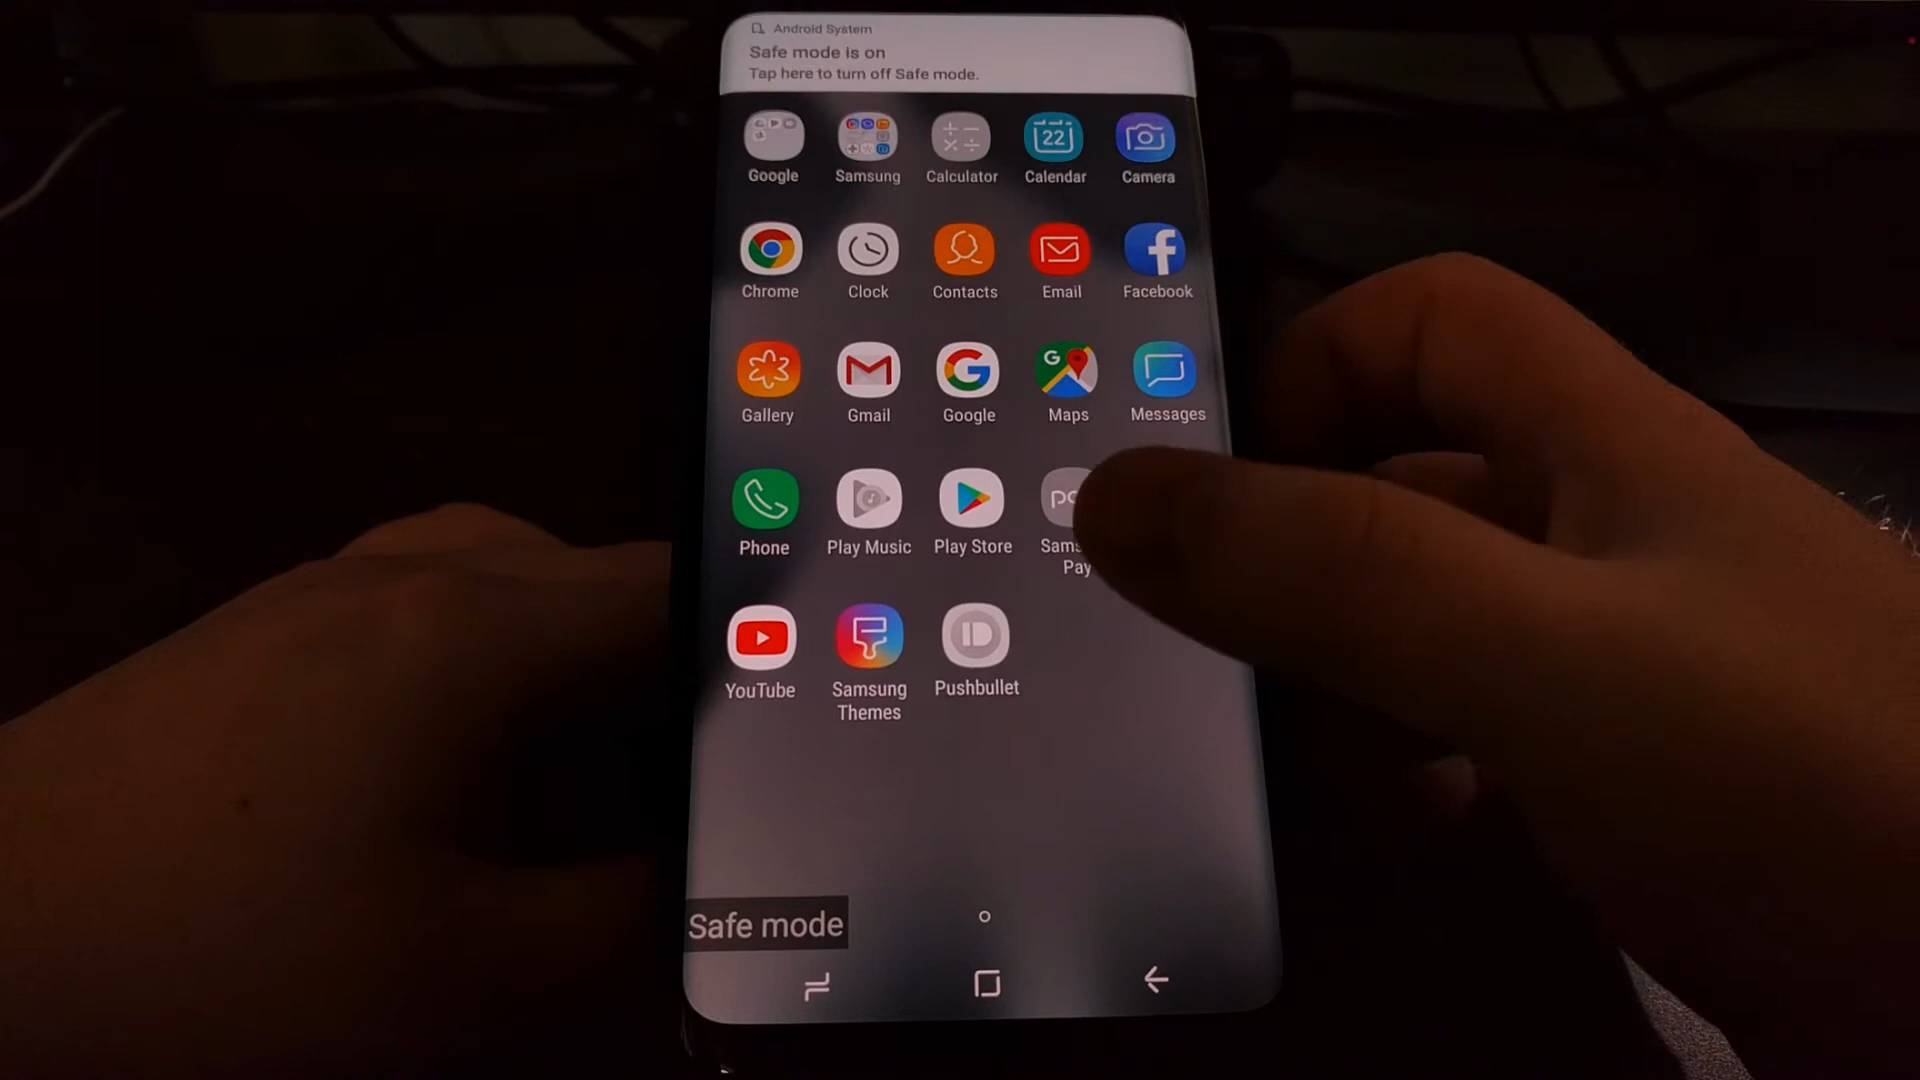 Android System
Safe mode is on
Tap here to turn off Safe mode.
Google Samsung Calculator Calendar Camera
22
Chrome Clock Contacts Email Facebook
Gallery Gmail Google Maps Messages
Phone Play Music Play Store
Pay
YouTube Samsung Themes Pushbullet
Safe mode